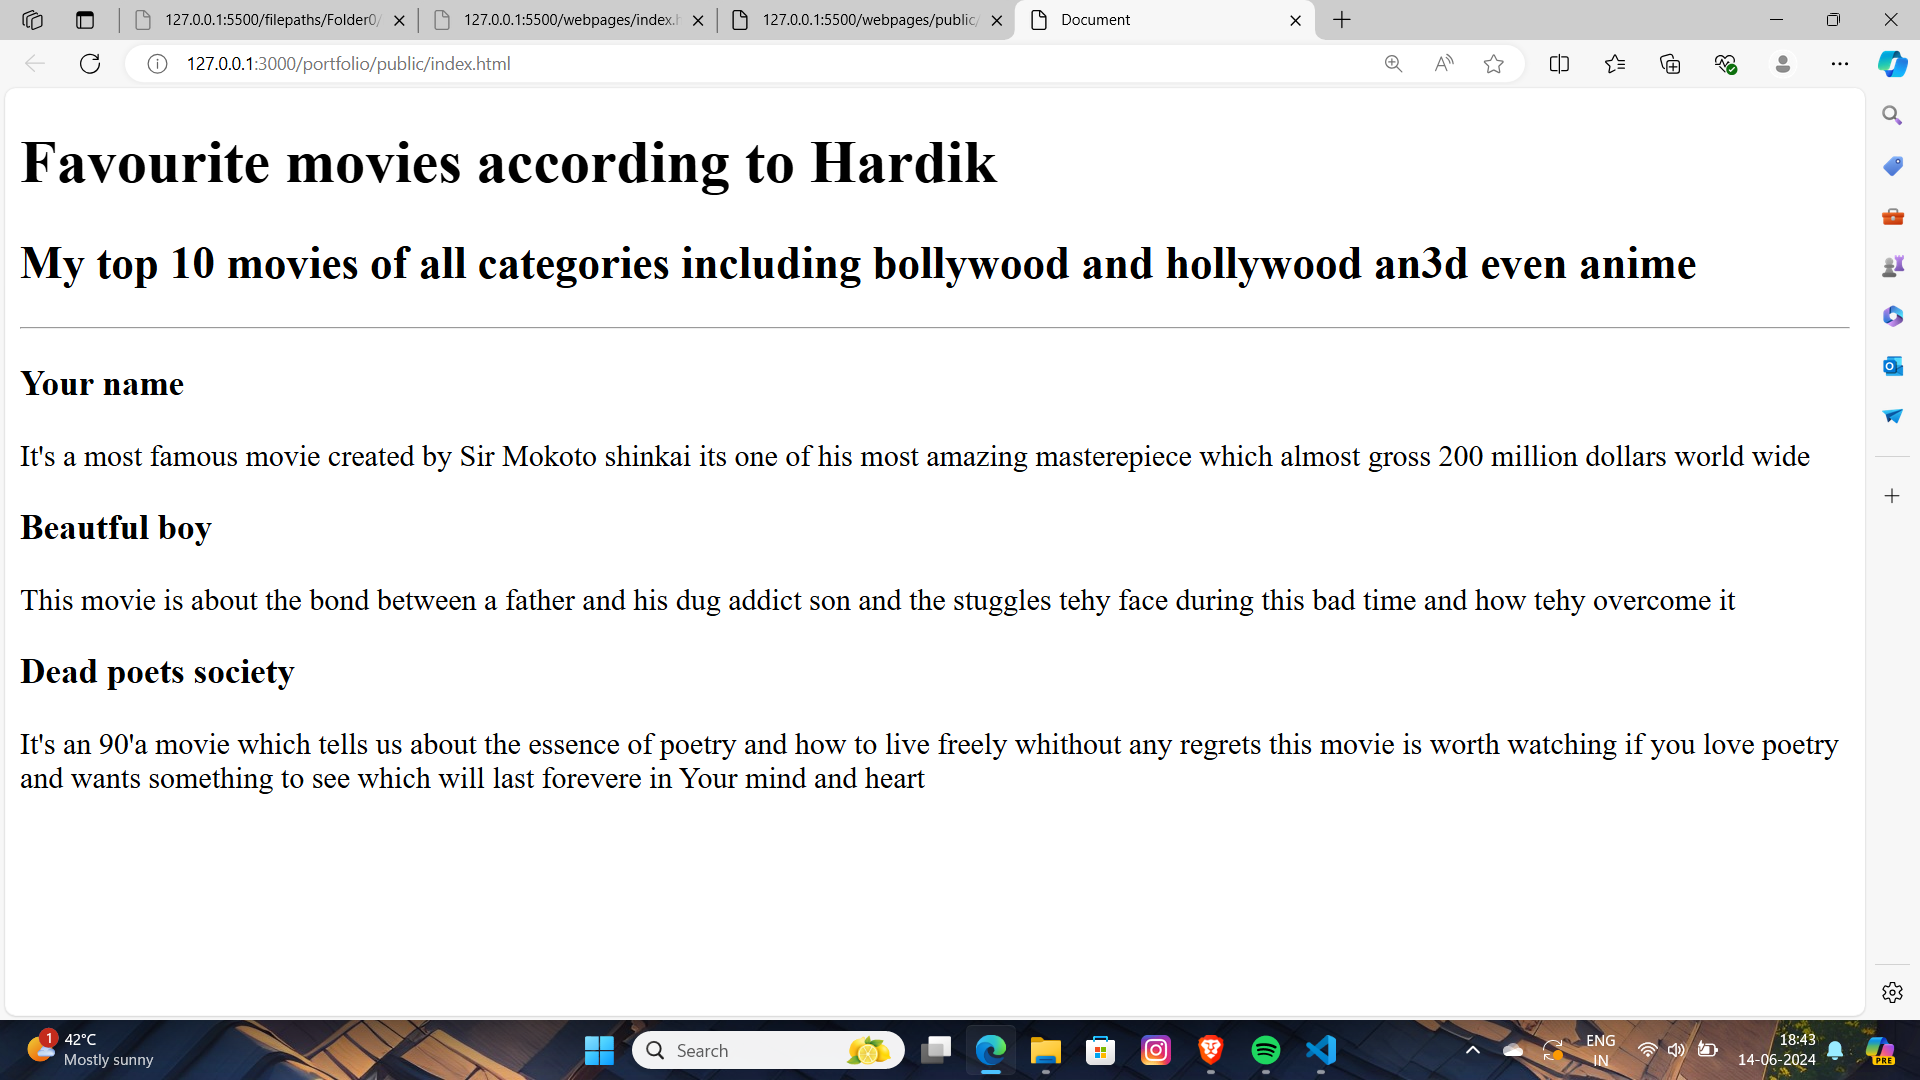 127.0.0.1:5500/filepaths/Folder0/
127.0.0.1:5500/webpages/index.h
127.0.0.1:5500/webpages/public/
Document
127.0.0.1:3000/portfolio/public/index.html
Favourite movies according to Hardik
My top 10 movies of all categories including bollywood and hollywood an3d even anime
Your name
It's a most famous movie created by Sir Mokoto shinkai its one of his most amazing masterepiece which almost gross 200 million dollars world wide
Beautful boy
This movie is about the bond between a father and his dug addict son and the stuggles tehy face during this bad time and how tehy overcome it
Dead poets society
It's an 90'a movie which tells us about the essence of poetry and how to live freely whithout any regrets this movie is worth watching if you love poetry
and wants something to see which will last forevere in Your mind and heart
1
42°C
Mostly sunny
Search
ENG
IN
18:43
14-06-2024
PRE